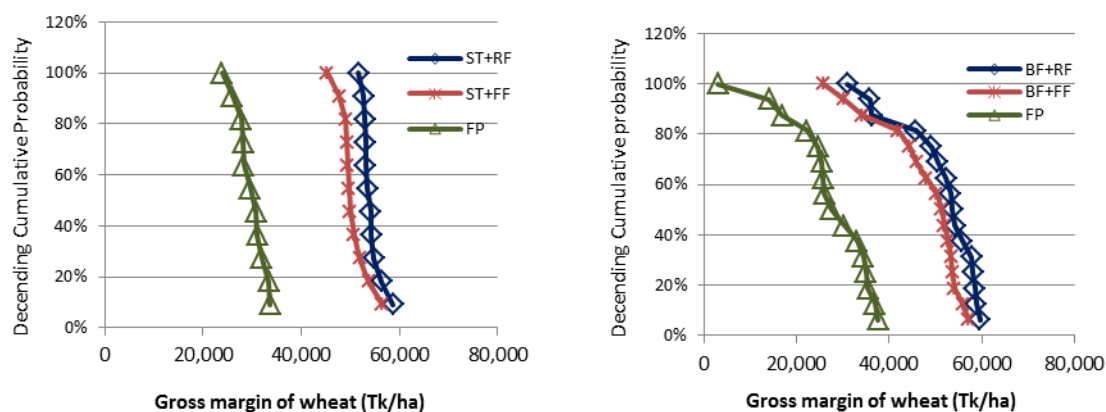 Decending Cumulative Probability
120%
100%
80%
60%
40%
20%
0%
0
20,000
40,000
60,000
80,000
ST+RF
ST+FF
FP
Gross margin of wheat (Tk/ha)
Decending Cumulative probability
120%
100%
80%
60%
40%
20%
0%
0
20,000
40,000
60,000
80,000
BF+RF
BF+FF
FP
Gross margin of wheat (Tk/ha)